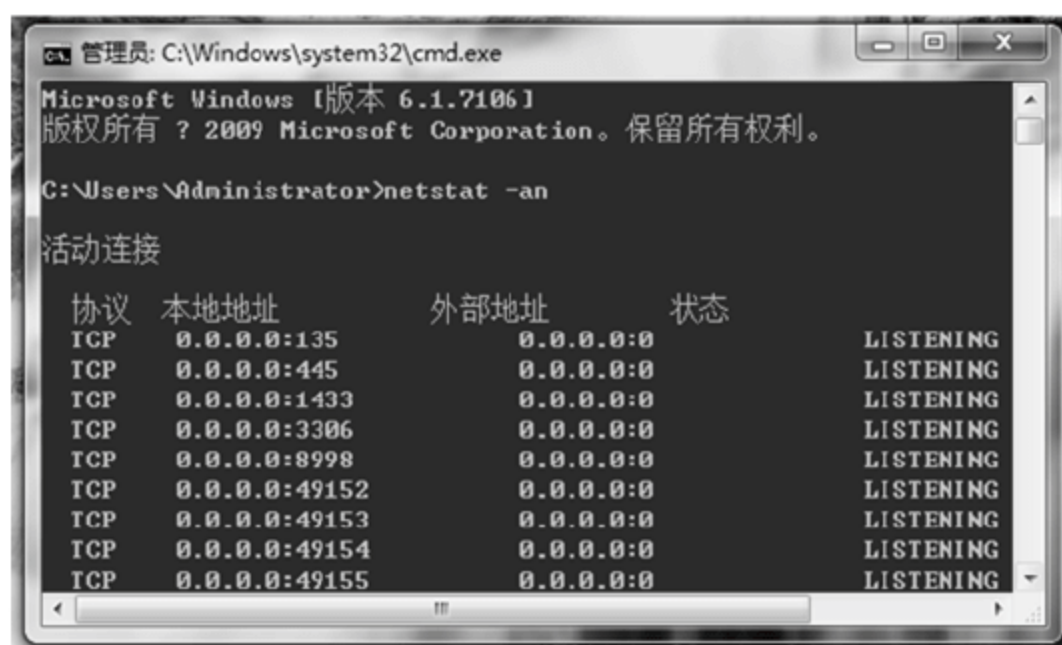 管理员: C:\Windows\system32\cmd.exe
Microsoft Windows [版本 6.1.7106]
版权所有 ? 2009 Microsoft Corporation。保留所有权利。
C:\Users\Administrator>netstat -an
活动连接
协议 本地地址 外部地址 状态
TCP 0.0.0.0:135 0.0.0.0:0 LISTENING
TCP 0.0.0.0:445 0.0.0.0:0 LISTENING
TCP 0.0.0.0:1433 0.0.0.0:0 LISTENING
TCP 0.0.0.0:3306 0.0.0.0:0 LISTENING
TCP 0.0.0.0:8998 0.0.0.0:0 LISTENING
TCP 0.0.0.0:49152 0.0.0.0:0 LISTENING
TCP 0.0.0.0:49153 0.0.0.0:0 LISTENING
TCP 0.0.0.0:49154 0.0.0.0:0 LISTENING
TCP 0.0.0.0:49155 0.0.0.0:0 LISTENING